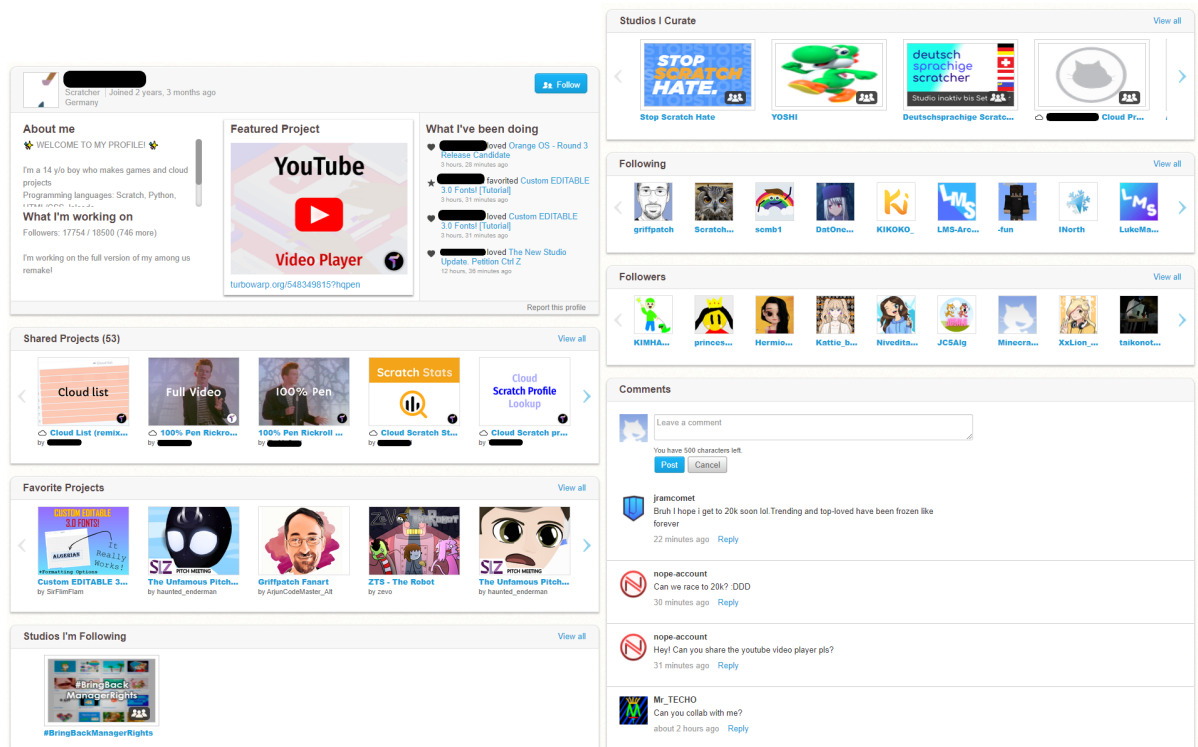 Scratcher Joined 2 years, 3 months ago
Germany
Follow
About me
WELCOME TO MY PROFILE!
I'm a 14 y/o boy who makes games and cloud
projects
Programming languages: Scratch, Python,
What I'm working on
Followers: 17754 / 18500 (746 more)
I'm working on the full version of my among us
remake!
Featured Project
YouTube
Video Player
turbowarp.org/548349815?hqpen
What I've been doing
loved Orange OS - Round 3
Release Candidate
3 hours, 28 minutes ago
favorited Custom EDITABLE
3.0 Fonts! [Tutorial]
3 hours, 31 minutes ago
loved Custom EDITABLE
3.0 Fonts! [Tutorial]
3 hours, 31 minutes ago
loved The New Studio
Update. Petition Ctrl Z
12 hours, 36 minutes ago
Report this profile
Shared Projects (53)
View all
Cloud list
Full Video
100% Pen
Scratch Stats
Cloud
Scratch Profile
Lookup
Cloud List (remix...
100% Pen Rickro...
100% Pen Rickroll ...
Cloud Scratch St...
Cloud Scratch pr...
by
by
by
by
by
Favorite Projects
View all
CUSTOM EDITABLE
3.0 FONTS!
ALGERIAN
It
Really
Works!
+Formatting Options
S|Z PITCH MEETING
S|Z PITCH MEETING
Custom EDITABLE 3...
The Unfamous Pitch...
Griffpatch Fanart
ZTS - The Robot
The Unfamous Pitch...
by SirFlimFlam
by haunted_enderman
by ArjunCodeMaster_Alt
by zevo
by haunted_enderman
Studios I'm Following
View all
#BringBack
ManagerRights
#BringBackManagerRights
Studios I Curate
View all
STOP
SCRATCH
HATE.
deutsch
sprachige
scratcher
Studio inaktiv bis Set
Stop Scratch Hate
YOSHI
Deutschsprachige Scratc...
Cloud Pr...
Following
View all
griffpatch
Scratch...
scmb1
DatOne...
KIKOKO_
LMS-Arc...
-fun
INorth
LukeMa...
Followers
View all
KIMHA...
princes...
Hermio...
Kattie_b...
Nivedita...
JCSAlg
Minecra...
XxLion_...
taikonot...
Comments
Leave a comment
You have 500 characters left.
Post
Cancel
jramcomet
Bruh I hope i get to 20k soon lol.Trending and top-loved have been frozen like
forever
22 minutes ago Reply
nope-account
Can we race to 20k? :DDD
30 minutes ago Reply
nope-account
Hey! Can you share the youtube video player pls?
31 minutes ago Reply
Mr_TECHO
Can you collab with me?
about 2 hours ago Reply